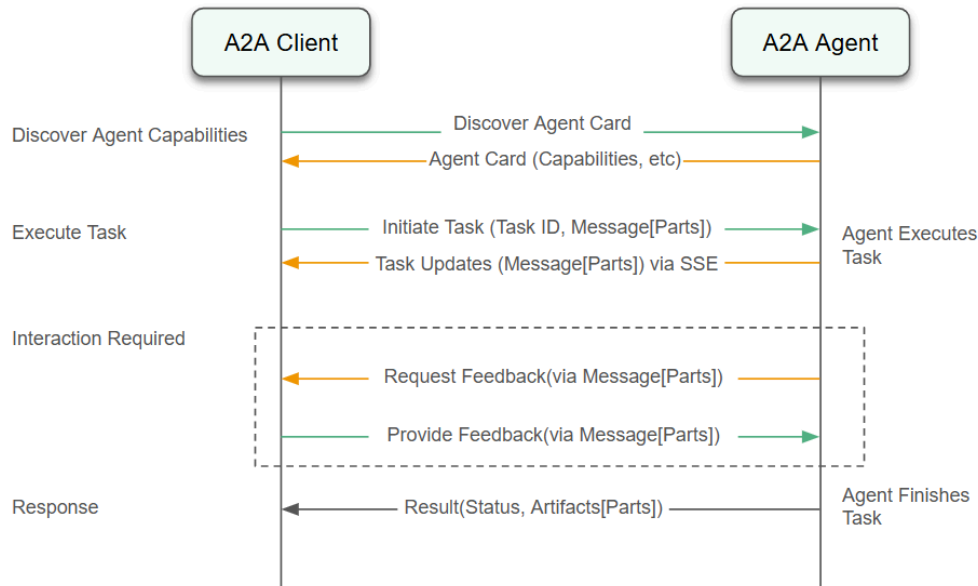 A2A Client
A2A Agent
Discover Agent Capabilities
Discover Agent Card
Agent Card (Capabilities, etc)
Execute Task
Initiate Task (Task ID, Message[Parts])
Agent Executes
Task
Task Updates (Message[Parts]) via SSE
Interaction Required
Request Feedback(via Message[Parts])
Provide Feedback(via Message[Parts])
Response
Result(Status, Artifacts[Parts])
Agent Finishes
Task